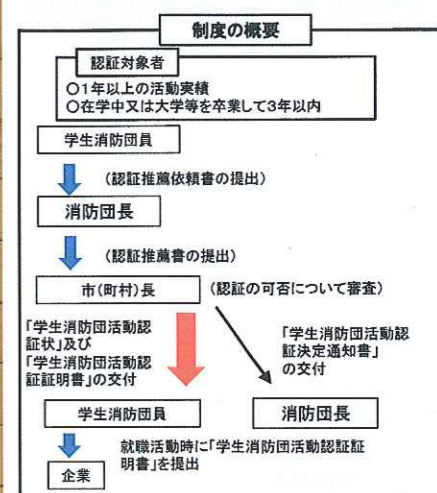 制度の概要
認証対象者
○1年以上の活動実績
○在学中又は大学等を卒業して3年以内
学生消防団員
(認証推薦依頼書の提出)
消防団長
(認証推薦書の提出)
市(町村)長
(認証の可否について審査)
「学生消防団活動認
証状」及び
「学生消防団活動認
証証明書」の交付
「学生消防団活動認
証決定通知書」
の交付
学生消防団員
消防団長
就職活動時に「学生消防団活動認証証
明書」を提出
企業